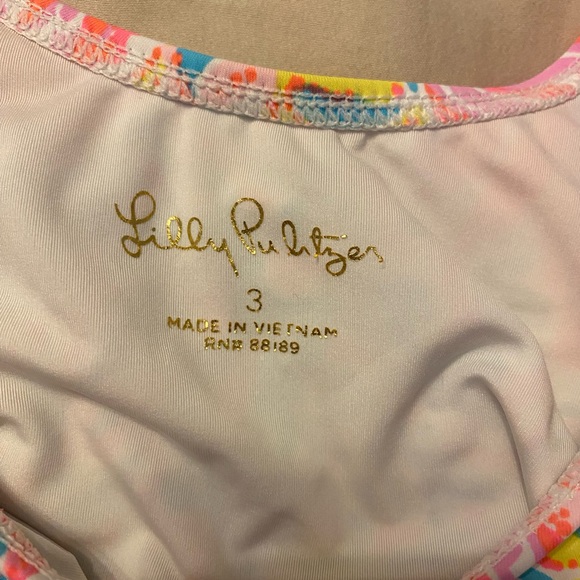 Lilly Pulitzer
3
MADE IN VIETNAM
RN# 88189